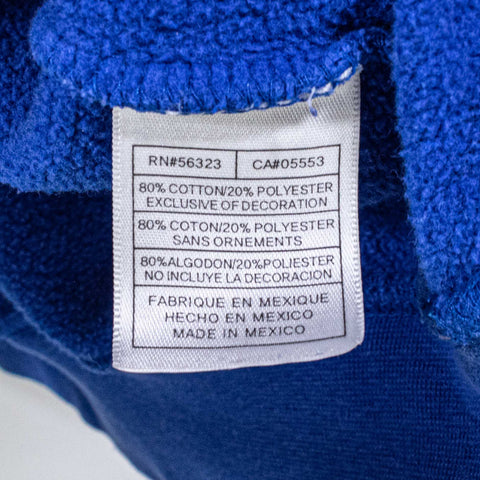 RN#56323 CA#05553
80% COTTON/20% POLYESTER
EXCLUSIVE OF DECORATION
80% COTON/20% POLYESTER
SANS ORNEMENTS
80%ALGODON/20%POLIESTER
NO INCLUYE LA DECORACION
FABRIQUE EN MEXIQUE
HECHO EN MEXICO
MADE IN MEXICO